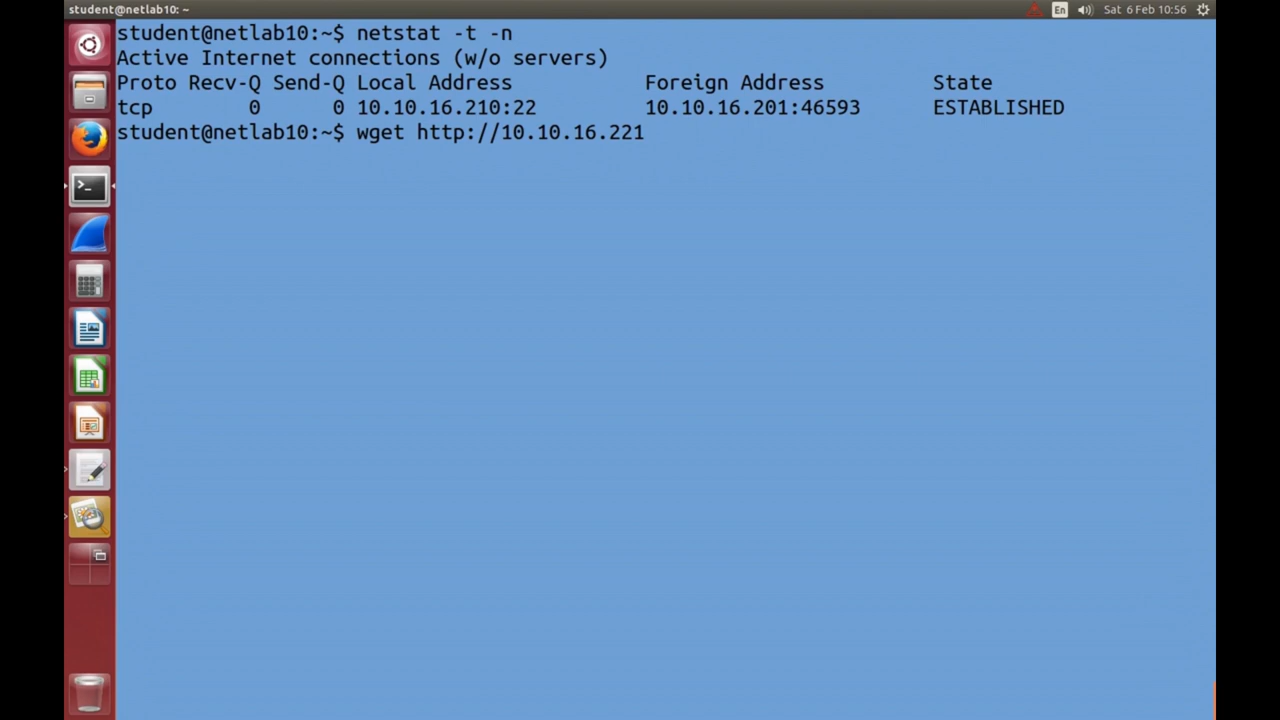 student@netlab10: ~
En
Sat 6 Feb 10:56
student@netlab10:~$ netstat -t -n
Active Internet connections (w/o servers)
Proto Recv-Q Send-Q Local Address Foreign Address State
tcp 0 0 10.10.16.210:22 10.10.16.201:46593 ESTABLISHED
student@netlab10:~$ wget http://10.10.16.221